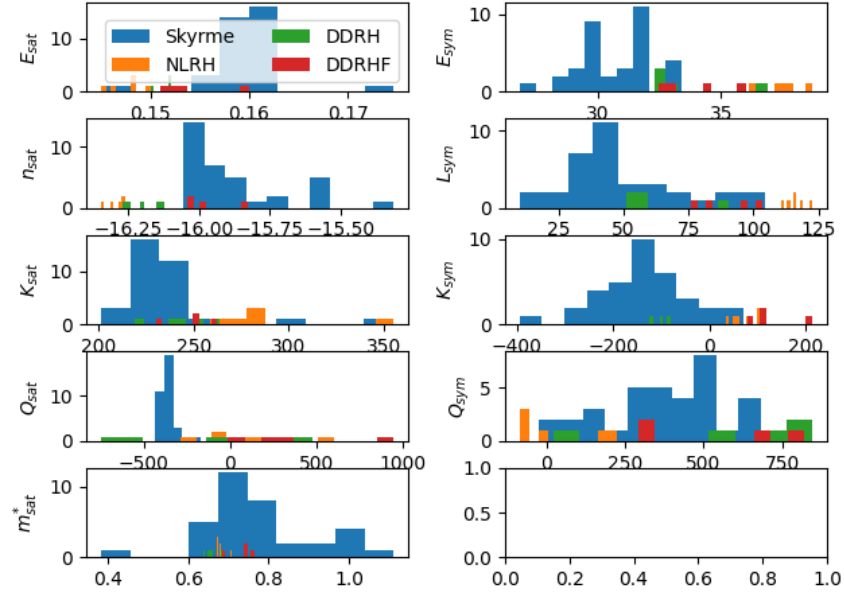 E_sat
10
0
Skyrme
NLRH
DDRH
DDRHF
0.15 0.16 0.17
E_sym
10
0
30 35
n_sat
10
0
−16.25 −16.00 −15.75 −15.50
L_sym
10
0
25 50 75 100 125
K_sat
10
0
200 250 300 350
K_sym
10
0
−400 −200 0 200
Q_sat
10
0
−500 0 500 1000
Q_sym
5
0
0 250 500 750
m*_sat
10
0
0.4 0.6 0.8 1.0
1.0
0.5
0.0
0.0 0.2 0.4 0.6 0.8 1.0